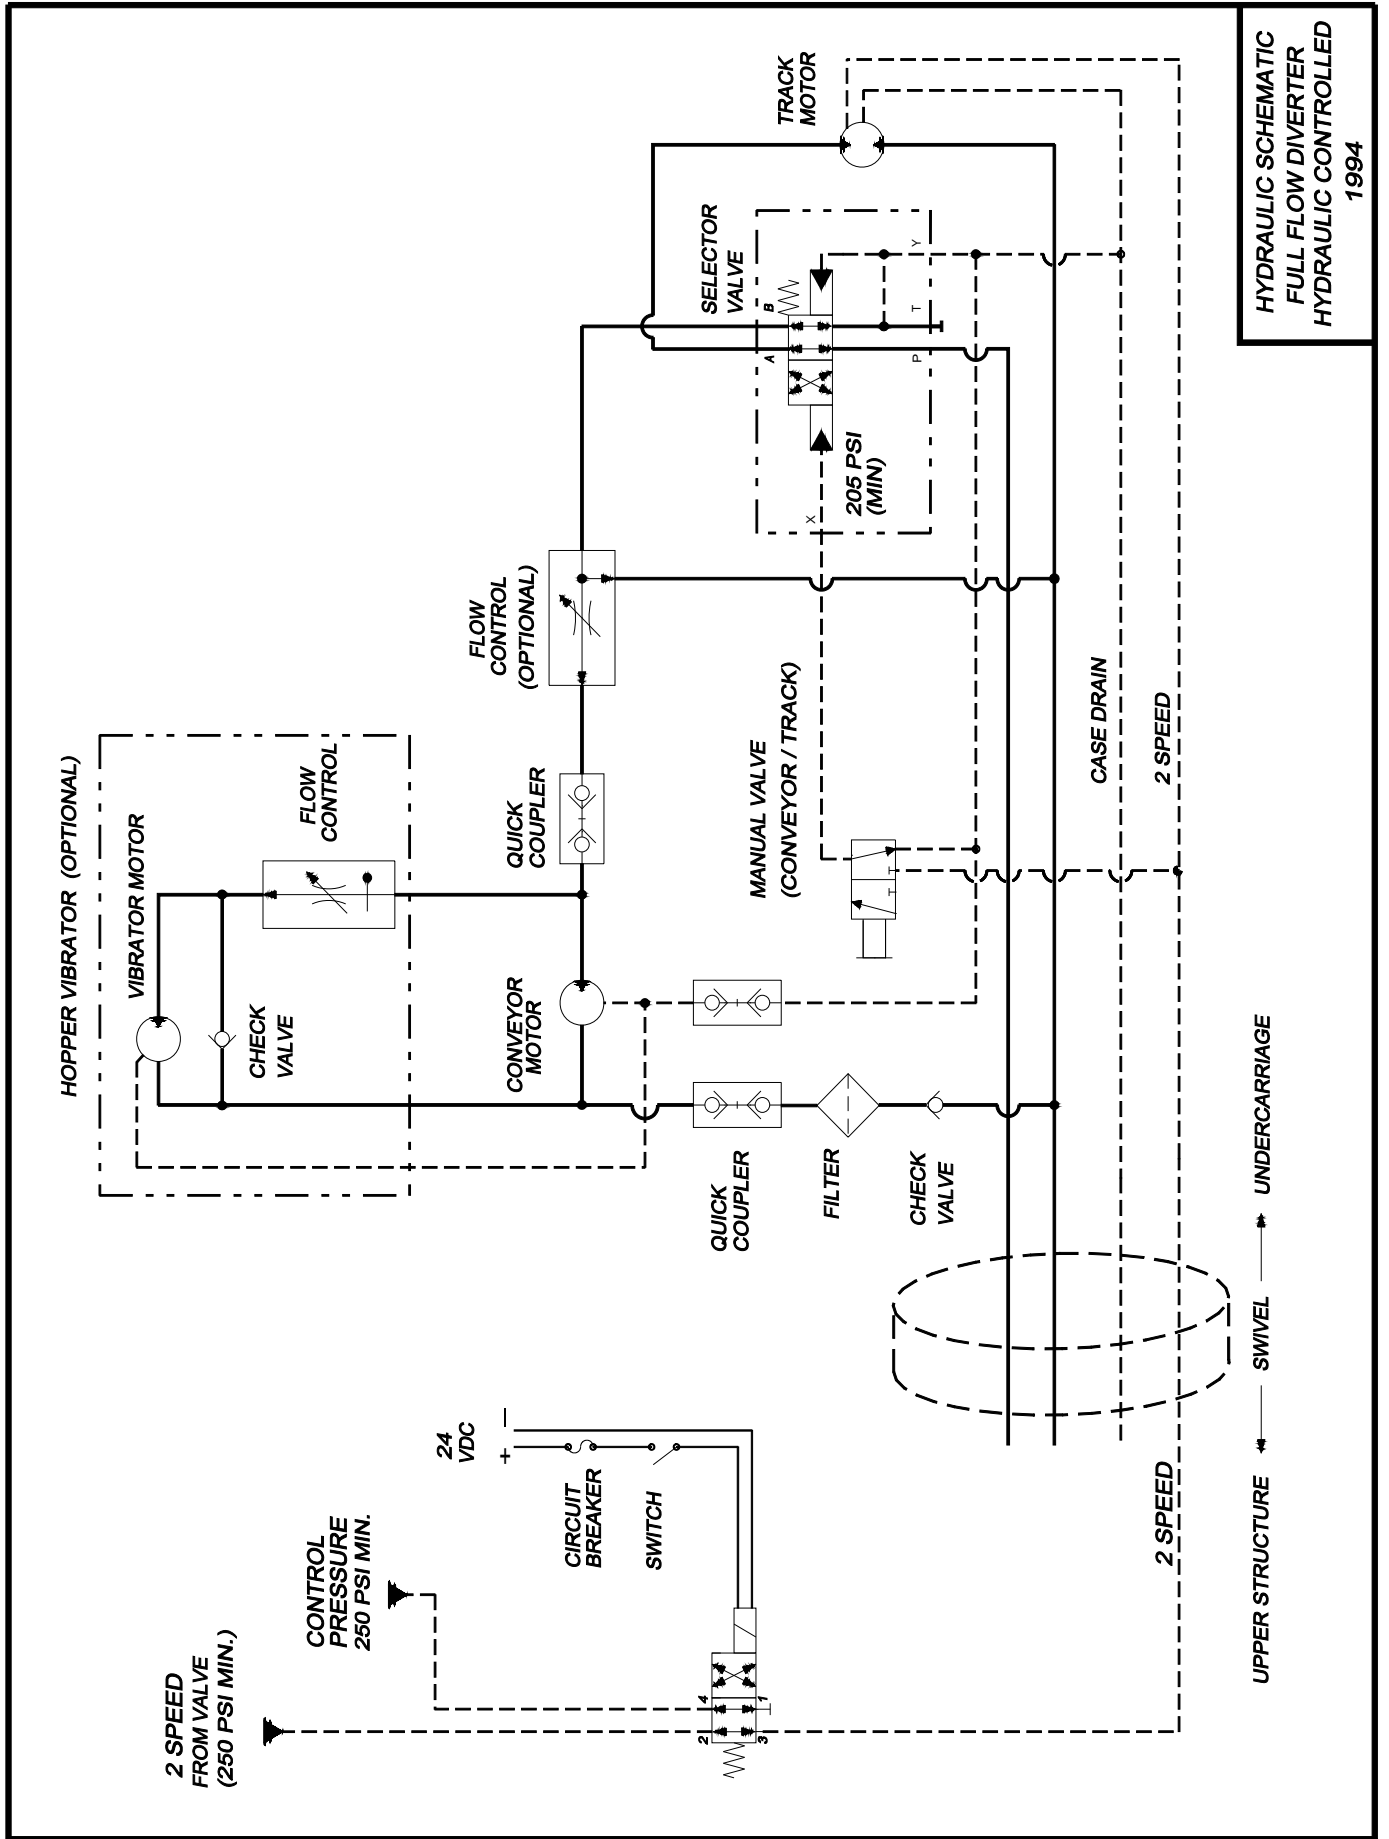 HYDRAULIC SCHEMATIC
FULL FLOW DIVERTER
HYDRAULIC CONTROLLED
1994
HOPPER VIBRATOR (OPTIONAL)
VIBRATOR MOTOR
FLOW
CONTROL
CHECK
VALVE
QUICK
COUPLER
CONVEYOR
MOTOR
FLOW
CONTROL
(OPTIONAL)
SELECTOR
VALVE
TRACK
MOTOR
A
B
P
T
Y
X
205 PSI
(MIN)
MANUAL VALVE
(CONVEYOR / TRACK)
CASE DRAIN
2 SPEED
QUICK
COUPLER
FILTER
CHECK
VALVE
2 SPEED
FROM VALVE
(250 PSI MIN.)
CONTROL
PRESSURE
250 PSI MIN.
24
VDC
+
–
CIRCUIT
BREAKER
SWITCH
2
4
3
1
2 SPEED
UPPER STRUCTURE
SWIVEL
UNDERCARRIAGE